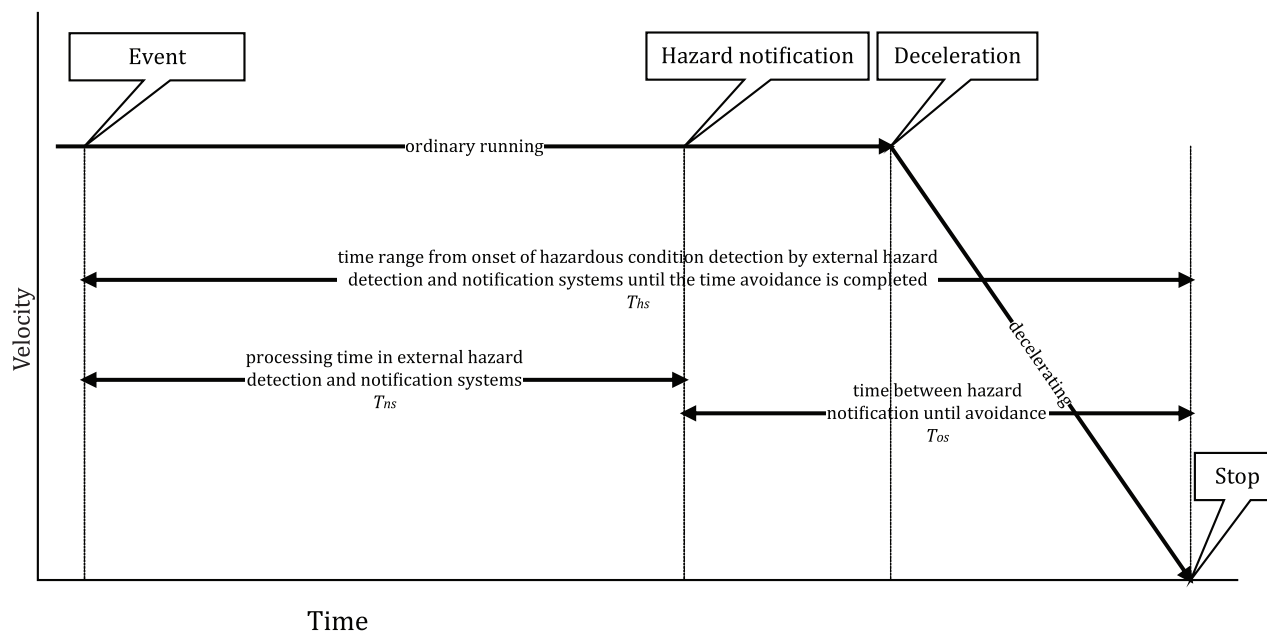 Event
Hazard notification
Deceleration
ordinary running
time range from onset of hazardous condition detection by external hazard
detection and notification systems until the time avoidance is completed
Ths
decelerating
processing time in external hazard
detection and notification systems
Tns
time between hazard
notification until avoidance
Tos
Stop
Velocity
Time